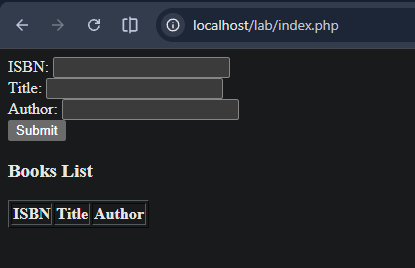 localhost/lab/index.php
ISBN:
Title:
Author:
Submit
Books List
ISBN Title Author